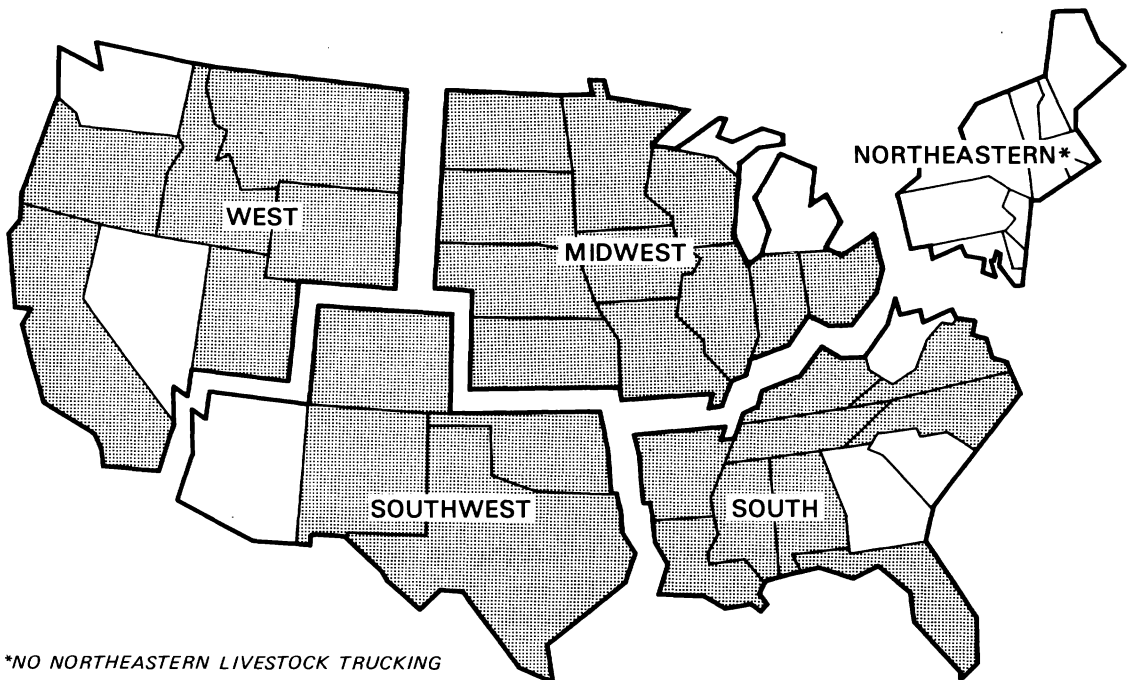 NORTHEASTERN*
WEST
MIDWEST
SOUTHWEST
SOUTH
*NO NORTHEASTERN LIVESTOCK TRUCKING